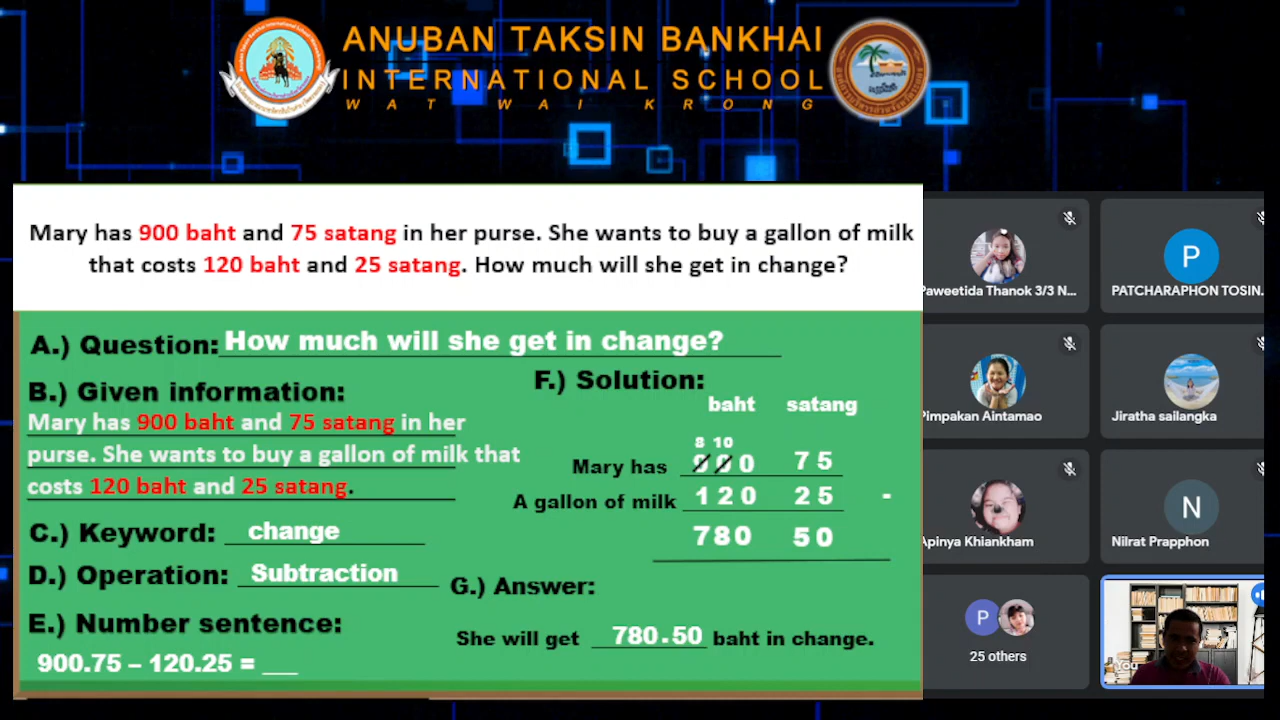 ANUBAN TAKSIN BANKHAI
INTERNATIONAL SCHOOL
WAT WAI KRONG
Mary has 900 baht and 75 satang in her purse. She wants to buy a gallon of milk
that costs 120 baht and 25 satang. How much will she get in change?
A.) Question: How much will she get in change?
B.) Given information:
Mary has 900 baht and 75 satang in her
purse. She wants to buy a gallon of milk that
costs 120 baht and 25 satang.
C.) Keyword: change
D.) Operation: Subtraction
E.) Number sentence:
900.75 – 120.25 = ___
F.) Solution:
baht satang
8 10
Mary has 900 75
A gallon of milk 120 25 -
780 50
G.) Answer:
She will get 780.50 baht in change.
Paweetida Thanok 3/3 N...
P
PATCHARAPHON TOSIN...
Pimpakan Aintamao
Jiratha sailangka
Apinya Khiankham
N
Nilrat Prapphon
P
25 others
You